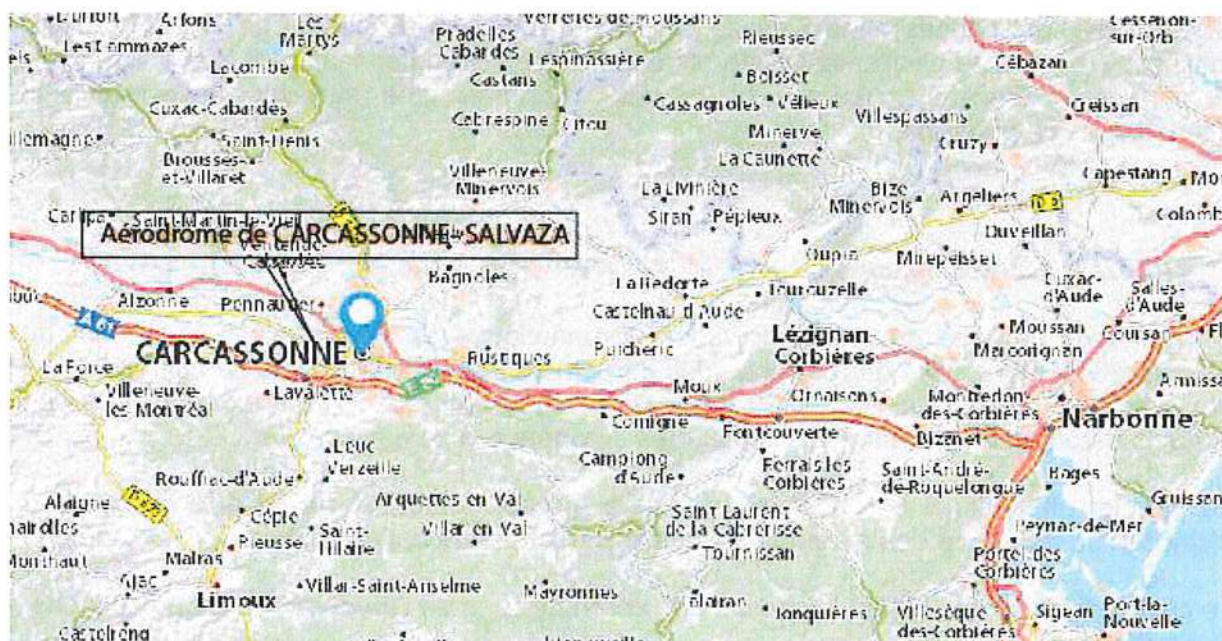 Arfons
Les Cammazes
Les
Martys
Lacombe
Cuxac-Cabardès
Saint-Denis
Brousses-
et-Villaret
Pradelles
Cabardès
Castans
Lespinassière
Cabrespine
Citou
Villeneuve-
Minervois
Verreries de Moussans
Rieussec
Boisset
Cassagnoles
Vélieux
Minerve
La Caunette
Villespassans
Cessenon-
sur-Orb
Cébazan
Creissan
Cruzy
Capestang
La Livinière
Siran
Pépieux
Bize
Minervois
Argeliers
Duveillan
Oupia
Mirepeisset
Saint-Martin-le-Vieil
Aérodrome de CARCASSONNE - SALVAZA
Bagnoles
Alzonne
Pennautier
A 61
CARCASSONNE
Rustiques
La Redorte
Tourouzelle
Castelnau d'Aude
Puicheric
Lézignan
Corbières
Cuxac-
d'Aude
Salles-
d'Aude
Moussan
Coursan
Marcorignan
La Force
Villeneuve-
les-Montréal
Lavalette
Moux
Ornaisons
Montredon-
des-Corbières
Narbonne
Comigne
Fontcouverte
Bizanet
Leuc
Verzeille
Rouffiac-d'Aude
Camplong
d'Aude
Ferrals les
Corbières
Saint-André-
de-Roquelongue
Bages
Gruissan
Alaigne
Cépie
Pieusse
Saint-
Hilaire
Arquettes en Val
Villar en Val
Saint Laurent
de la Cabrerisse
Tournissan
Peyriac-de-Mer
Portel des
Corbières
Malras
Ajac
Limoux
Villar-Saint-Anselme
Mayronnes
Jonquières
Villesèque
des-Corbières
Sigean
Port-la-
Nouvelle